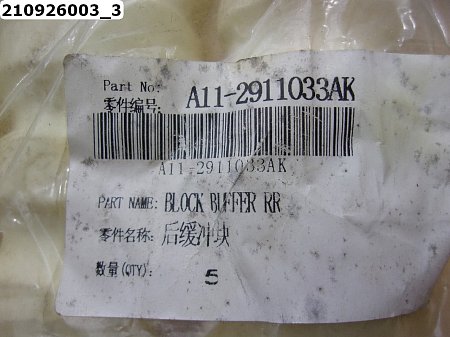 210926003_3
Part No:
零件编号: A11-2911033AK
A11-2911033AK
PART NAME: BLOCK BUFFER RR
零件名称: 后缓冲块
数量(QTY): 5